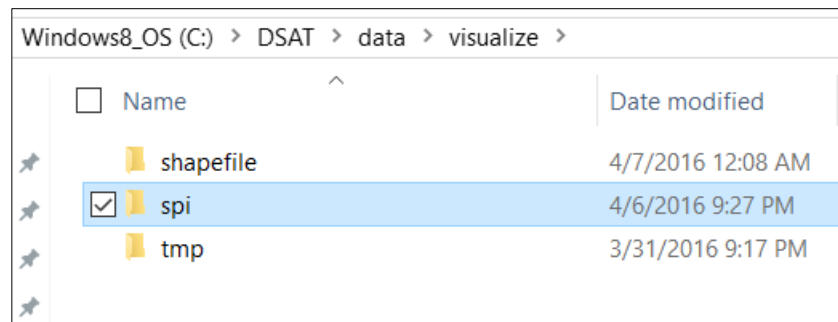 Windows8_OS (C:) > DSAT > data > visualize >
Name Date modified
shapefile 4/7/2016 12:08 AM
spi 4/6/2016 9:27 PM
tmp 3/31/2016 9:17 PM